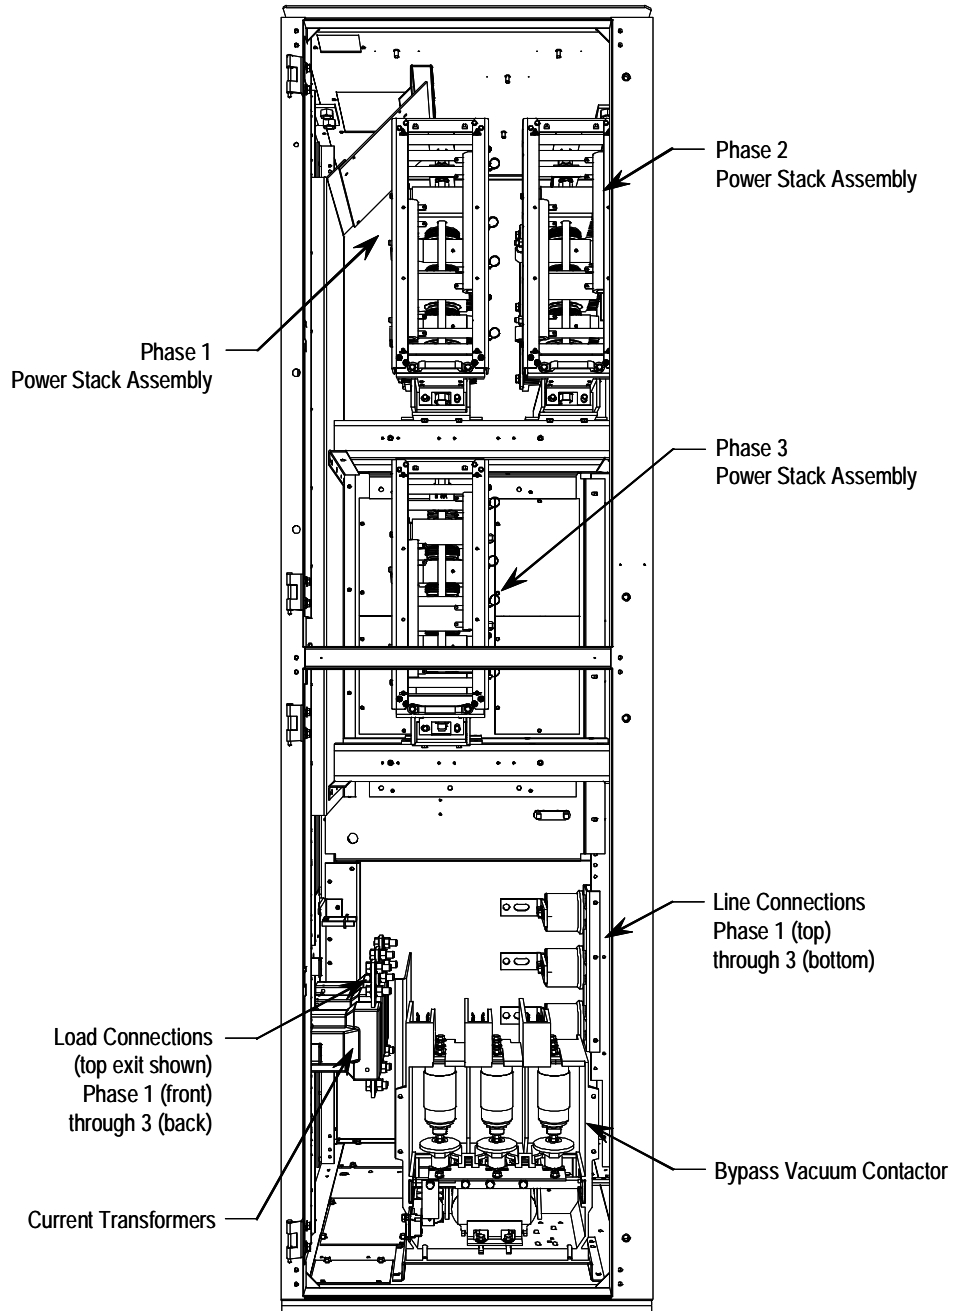 Phase 2
Power Stack Assembly
Phase 1
Power Stack Assembly
Phase 3
Power Stack Assembly
Line Connections
Phase 1 (top)
through 3 (bottom)
Load Connections
(top exit shown)
Phase 1 (front)
through 3 (back)
Bypass Vacuum Contactor
Current Transformers